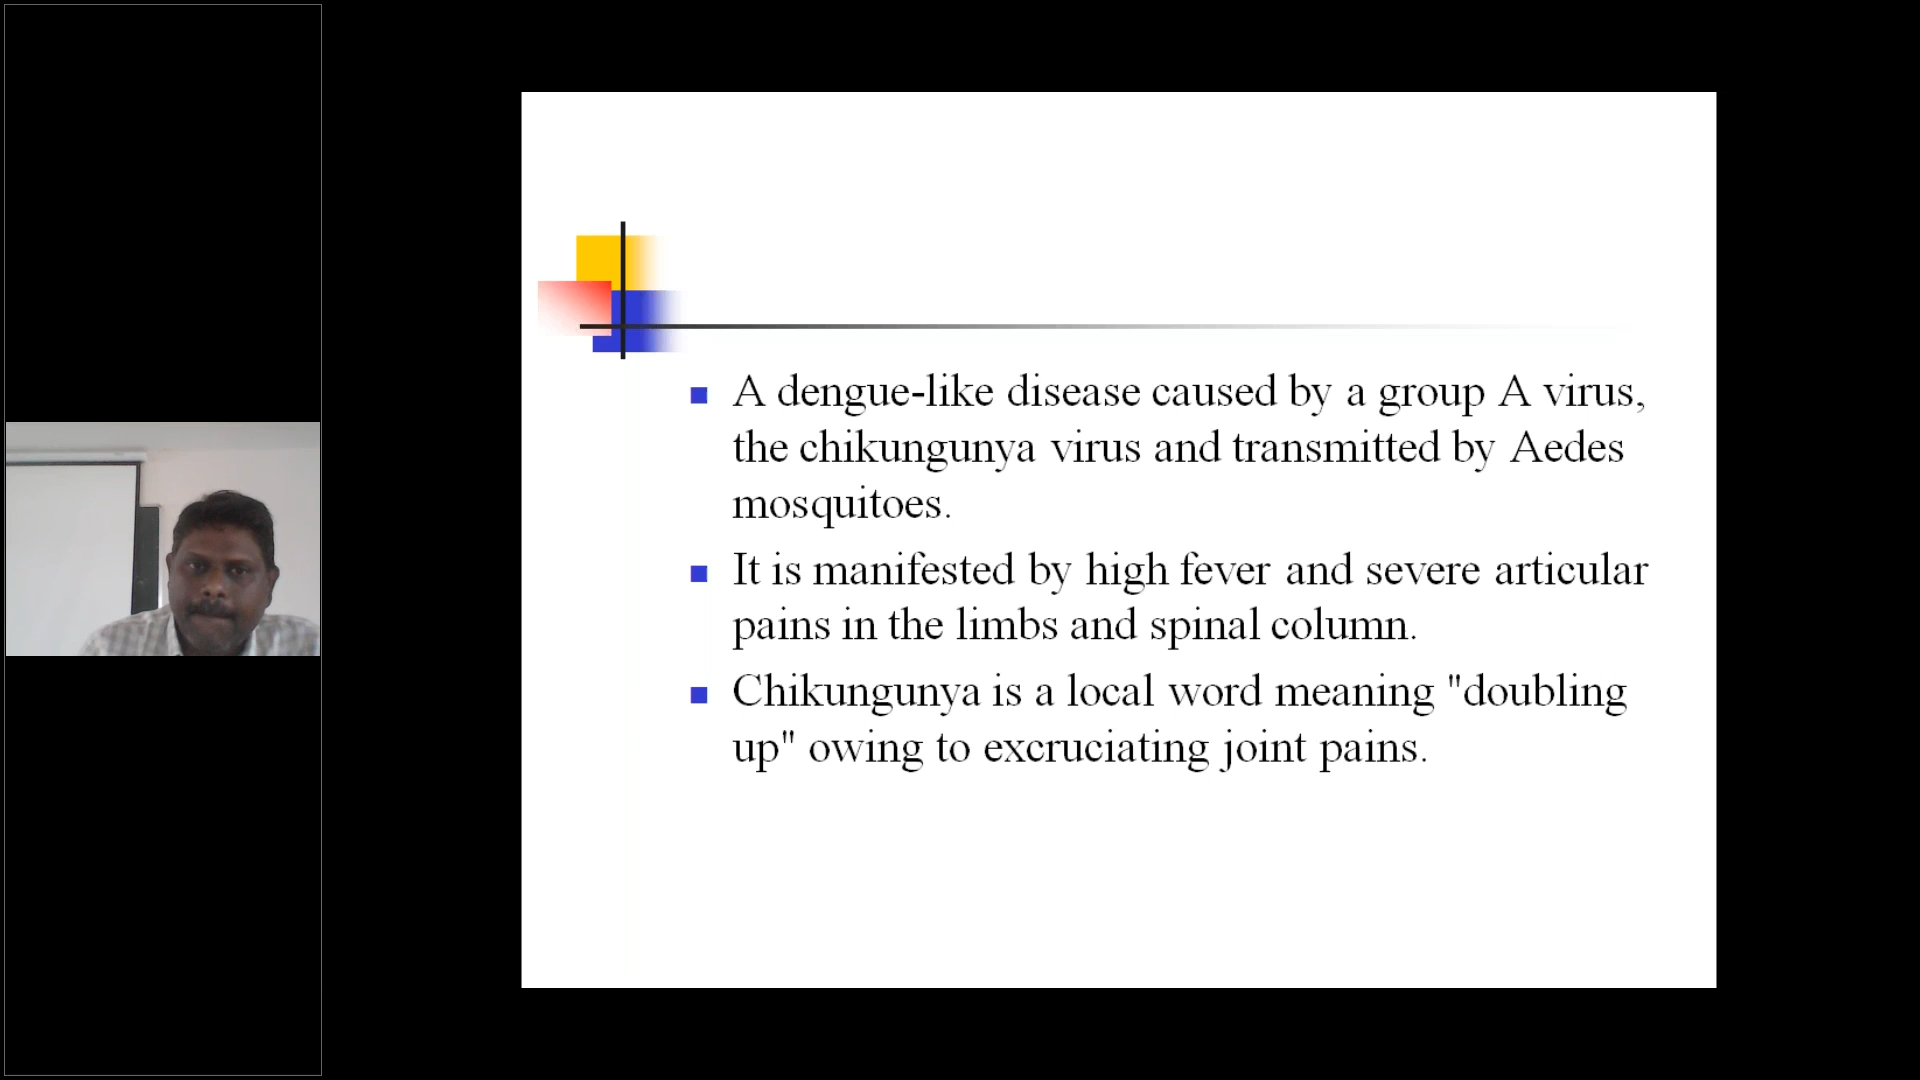 A dengue-like disease caused by a group A virus,
the chikungunya virus and transmitted by Aedes
mosquitoes.
It is manifested by high fever and severe articular
pains in the limbs and spinal column.
Chikungunya is a local word meaning "doubling
up" owing to excruciating joint pains.